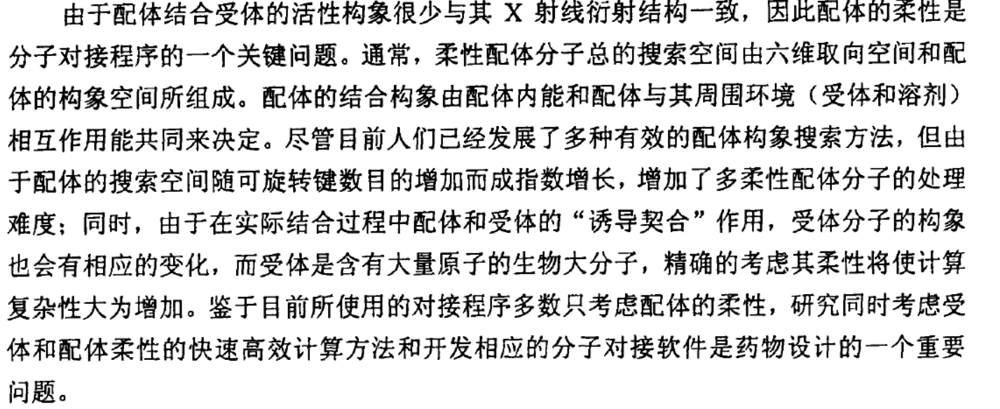 由于配体结合受体的活性构象很少与其 X 射线衍射结构一致，因此配体的柔性是
分子对接程序的一个关键问题。通常，柔性配体分子总的搜索空间由六维取向空间和配
体的构象空间所组成。配体的结合构象由配体内能和配体与其周围环境（受体和溶剂）
相互作用能共同来决定。尽管目前人们已经发展了多种有效的配体构象搜索方法，但由
于配体的搜索空间随可旋转键数目的增加而成指数增长，增加了多柔性配体分子的处理
难度；同时，由于在实际结合过程中配体和受体的“诱导契合”作用，受体分子的构象
也会有相应的变化，而受体是含有大量原子的生物大分子，精确的考虑其柔性将使计算
复杂性大为增加。鉴于目前所使用的对接程序多数只考虑配体的柔性，研究同时考虑受
体和配体柔性的快速高效计算方法和开发相应的分子对接软件是药物设计的一个重要
问题。